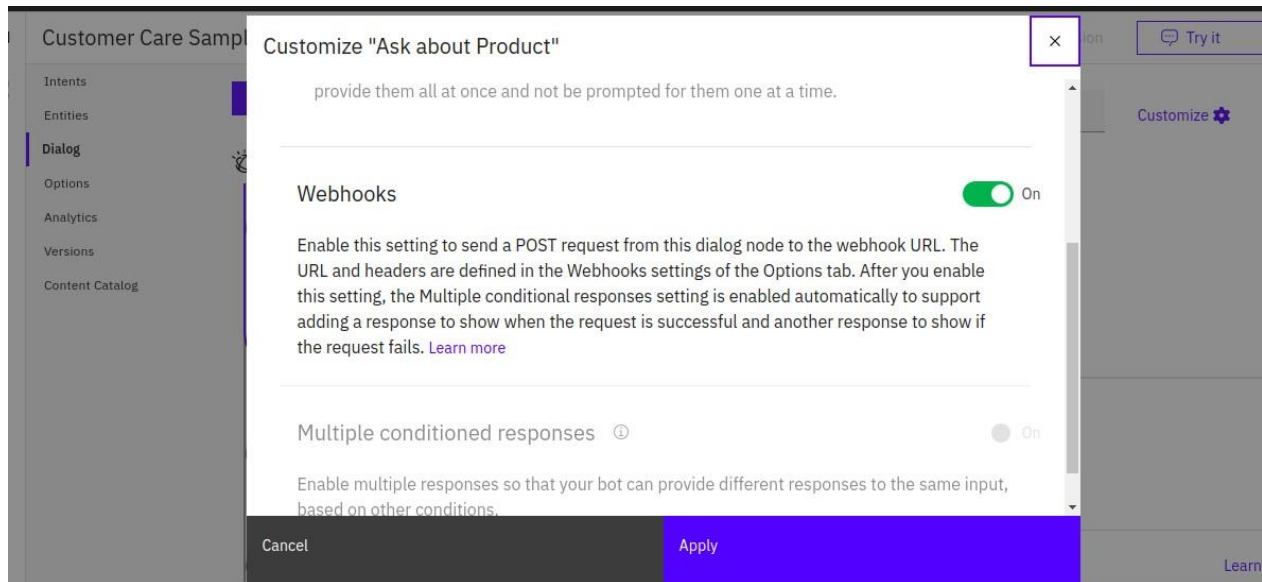 Customer Care Sampl
Try it
Intents
Entities
Dialog
Options
Analytics
Versions
Content Catalog
Customize
Customize "Ask about Product"
provide them all at once and not be prompted for them one at a time.
Webhooks
On
Enable this setting to send a POST request from this dialog node to the webhook URL. The
URL and headers are defined in the Webhooks settings of the Options tab. After you enable
this setting, the Multiple conditional responses setting is enabled automatically to support
adding a response to show when the request is successful and another response to show if
the request fails. Learn more
Multiple conditioned responses
On
Enable multiple responses so that your bot can provide different responses to the same input,
based on other conditions.
Cancel
Apply
Learn